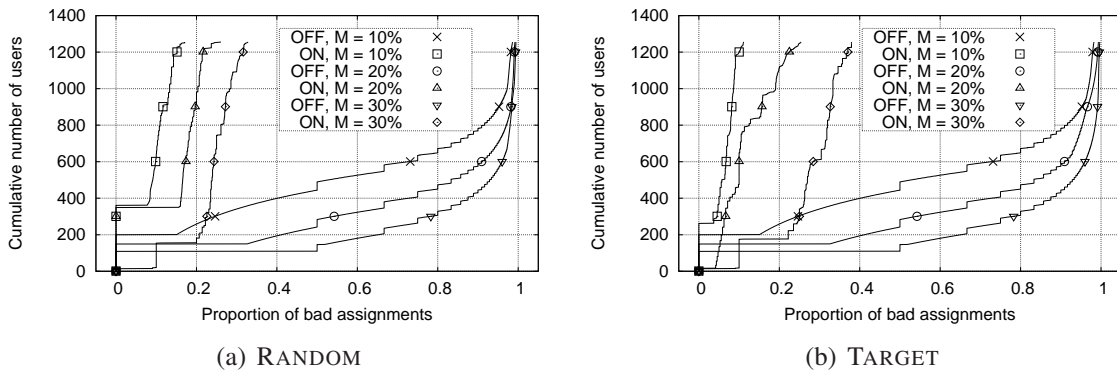 Cumulative number of users
1400
1200
1000
800
600
400
200
0
0
0.2
0.4
0.6
0.8
1
Proportion of bad assignments
OFF, M = 10%
ON, M = 10%
OFF, M = 20%
ON, M = 20%
OFF, M = 30%
ON, M = 30%
(a) RANDOM
Cumulative number of users
1400
1200
1000
800
600
400
200
0
0
0.2
0.4
0.6
0.8
1
Proportion of bad assignments
OFF, M = 10%
ON, M = 10%
OFF, M = 20%
ON, M = 20%
OFF, M = 30%
ON, M = 30%
(b) TARGET